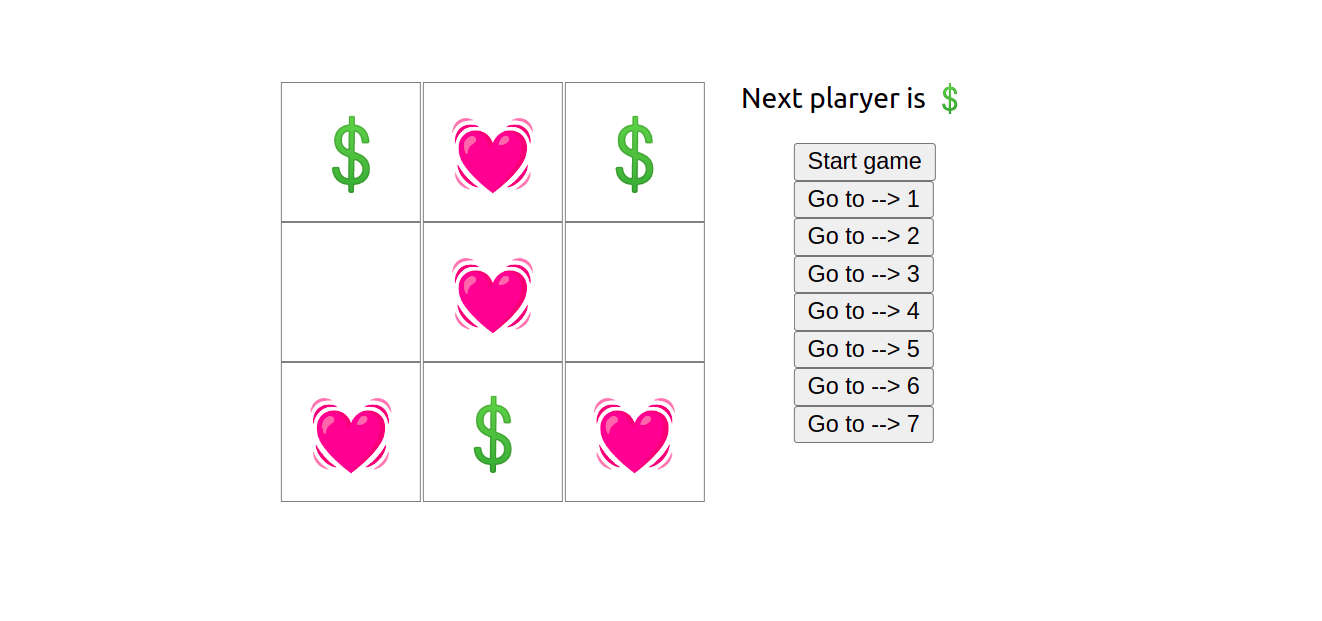 Next plaryer is 💲
Start game
Go to --> 1
Go to --> 2
Go to --> 3
Go to --> 4
Go to --> 5
Go to --> 6
Go to --> 7
💲 💓 💲
💓
💓 💲 💓